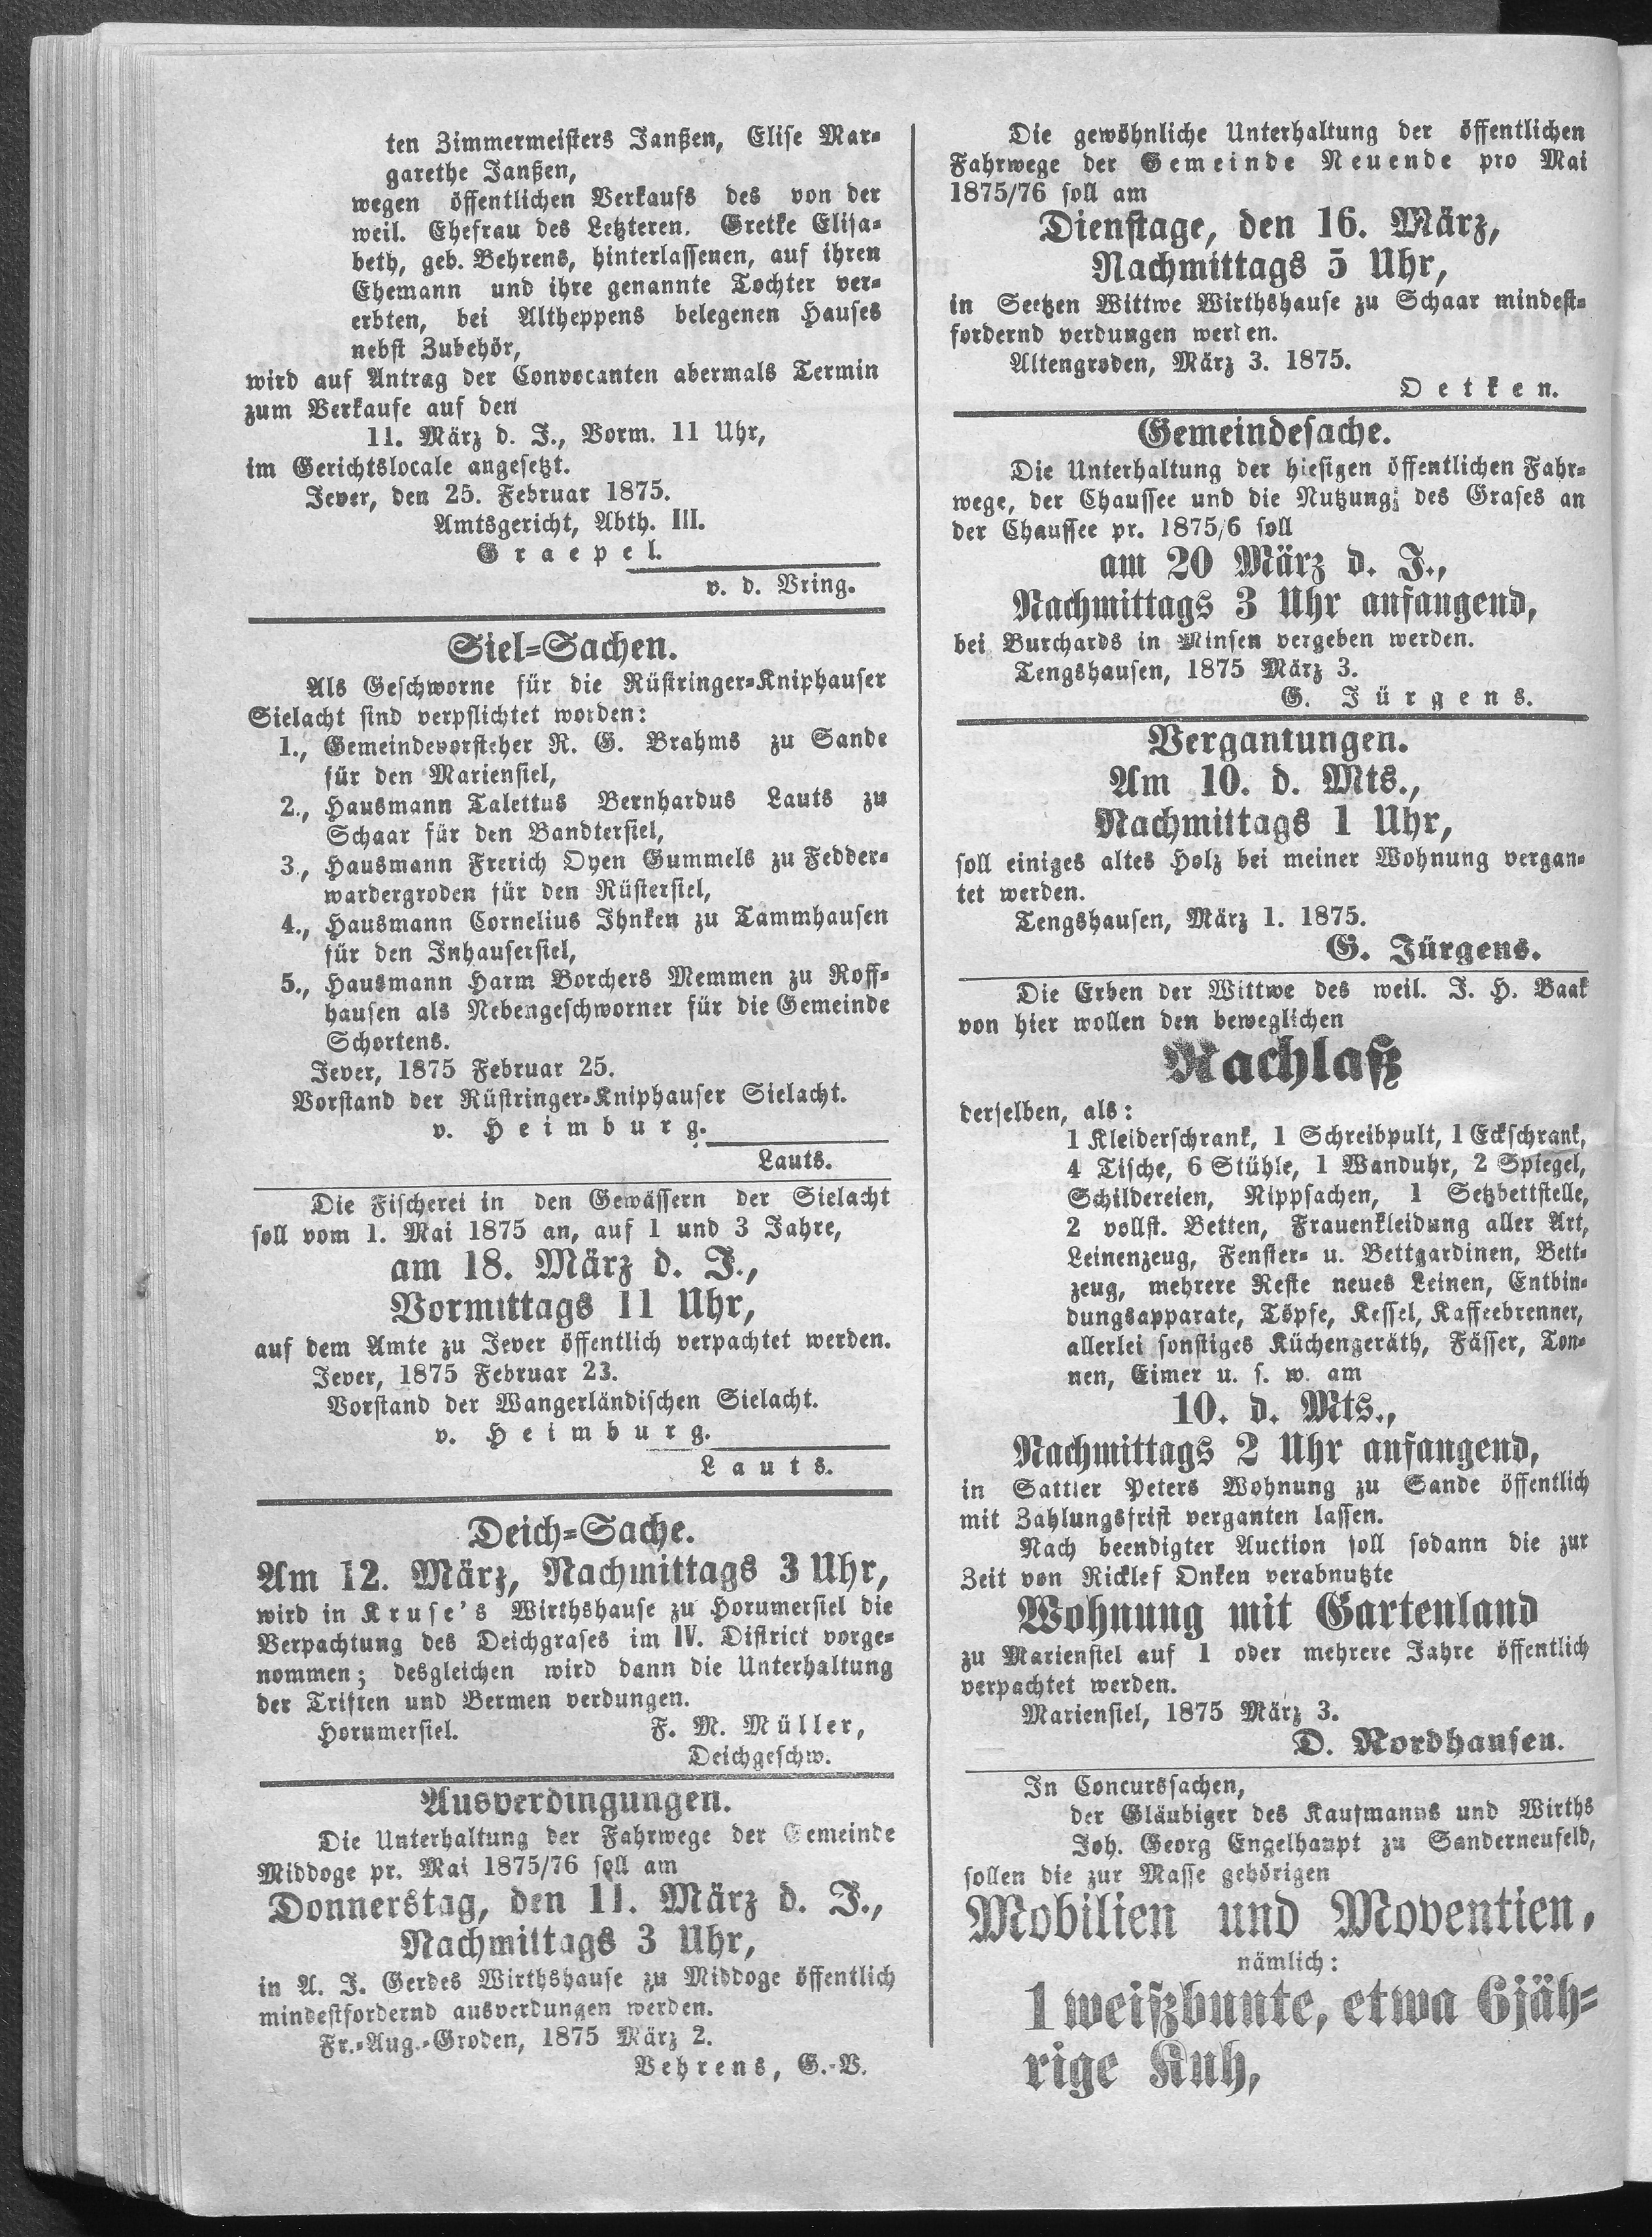 ten Zimmermeisters Janßen, Elise Mar-
garethe Janßen,
wegen öffentlichen Verkaufs des von der
weil. Ehefrau des Letzteren. Gretke Elisa-
beth, geb. Behrens, hinterlassenen, auf ihren
Ehemann und ihre genannte Tochter ver-
erbten, bei Altheppens belegenen Hauses
nebst Zubehör,
wird auf Antrag der Convocanten abermals Termin
zum Verkaufe auf den
11. März d. J., Vorm. 11 Uhr,
im Gerichtslocale angesetzt.
Jever, den 25. Februar 1875.
Amtsgericht, Abth. III.
Graepel.
v. d. Vring.
Siel-Sachen.
Als Geschworne für die Rüstringer-Kniphauser
Sielacht sind verpflichtet worden:
1., Gemeindevorsteher R. G. Brahms zu Sande
für den Mariensiel,
2., Hausmann Talettus Bernhardus Lauts zu
Schaar für den Bandtersiel,
3., Hausmann Frerich Oyen Gummels zu Fedder-
wardergroden für den Rüstersiel,
4., Hausmann Cornelius Ihnken zu Tammhausen
für den Inhausersiel,
5., Hausmann Harm Borchers Memmen zu Roff-
hausen als Nebengeschworner für die Gemeinde
Schortens.
Jever, 1875 Februar 25.
Vorstand der Rüstringer-Kniphauser Sielacht.
v. Heimburg.
Lauts.
Die Fischerei in den Gewässern der Sielacht
soll vom 1. Mai 1875 an, auf 1 und 3 Jahre,
am 18. März d. J.,
Vormittags 11 Uhr,
auf dem Amte zu Jever öffentlich verpachtet werden.
Jever, 1875 Februar 23.
Vorstand der Wangerländischen Sielacht.
v. Heimburg.
Lauts.
Deich-Sache.
Am 12. März, Nachmittags 3 Uhr,
wird in Kruse's Wirthshause zu Horumersiel die
Verpachtung des Deichgrases im IV. District vorge-
nommen; desgleichen wird dann die Unterhaltung
der Triften und Bermen verdungen.
Horumersiel. F. M. Müller,
Deichgeschw.
Ausverdingungen.
Die Unterhaltung der Fahrwege der Gemeinde
Middoge pr. Mai 1875/76 soll am
Donnerstag, den 11. März d. J.,
Nachmittags 3 Uhr,
in A. J. Gerdes Wirthshause zu Middoge öffentlich
mindestfordernd ausverdungen werden.
Fr.-Aug.-Groden, 1875 März 2.
Behrens, G.-V.
Die gewöhnliche Unterhaltung der öffentlichen
Fahrwege der Gemeinde Neuende pro Mai
1875/76 soll am
Dienstage, den 16. März,
Nachmittags 5 Uhr,
in Seetzen Wittwe Wirthshause zu Schaar mindest-
fordernd verdungen werden.
Altengroden, März 3. 1875.
Oetken.
Gemeindesache.
Die Unterhaltung der hiesigen öffentlichen Fahr-
wege, der Chaussee und die Nutzung des Grases an
der Chaussee pr. 1875/6 soll
am 20 März d. J.,
Nachmittags 3 Uhr anfangend,
bei Burchards in Minsen vergeben werden.
Tengshausen, 1875 März 3.
G. Jürgens.
Vergantungen.
Am 10. d. Mts.,
Nachmittags 1 Uhr,
soll einiges altes Holz bei meiner Wohnung vergan-
tet werden.
Tengshausen, März 1. 1875.
G. Jürgens.
Die Erben der Wittwe des weil. J. H. Baak
von hier wollen den beweglichen
Nachlaß
derselben, als:
1 Kleiderschrank, 1 Schreibpult, 1 Eckschrank,
4 Tische, 6 Stühle, 1 Wanduhr, 2 Spiegel,
Schildereien, Nippsachen, 1 Setzbettstelle,
2 vollst. Betten, Frauenkleidung aller Art,
Leinenzeug, Fenster- u. Bettgardinen, Bett-
zeug, mehrere Reste neues Leinen, Entbin-
dungsapparate, Töpfe, Kessel, Kaffeebrenner,
allerlei sonstiges Küchengeräth, Fässer, Ton-
nen, Eimer u. s. w. am
10. d. Mts.,
Nachmittags 2 Uhr anfangend,
in Sattler Peters Wohnung zu Sande öffentlich
mit Zahlungsfrist verganten lassen.
Nach beendigter Auction soll sodann die zur
Zeit von Ricklef Onken verabnutzte
Wohnung mit Gartenland
zu Mariensiel auf 1 oder mehrere Jahre öffentlich
verpachtet werden.
Mariensiel, 1875 März 3.
D. Nordhausen.
In Concurssachen,
der Gläubiger des Kaufmanns und Wirths
Joh. Georg Engelhaupt zu Sanderneufeld,
sollen die zur Masse gehörigen
Mobilien und Moventien,
nämlich:
1 weißbunte, etwa 6jäh-
rige Kuh,